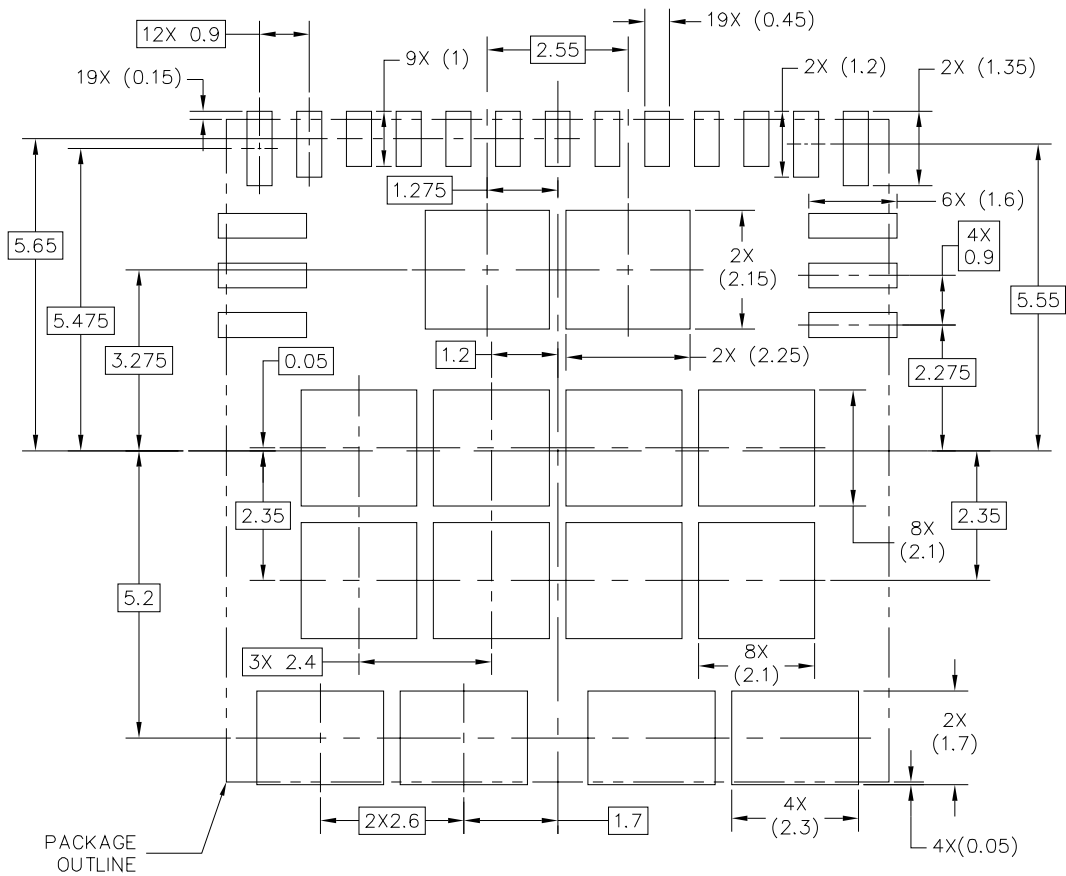 12X 0.9
2.55
19X (0.45)
19X (0.15)
9X (1)
2X (1.2)
2X (1.35)
1.275
6X (1.6)
5.65
4X
0.9
2X
(2.15)
5.55
5.475
3.275
0.05
1.2
2X (2.25)
2.275
2.35
2.35
8X
(2.1)
5.2
3X 2.4
8X
(2.1)
2X
(1.7)
2X2.6
1.7
4X
(2.3)
4X(0.05)
PACKAGE
OUTLINE